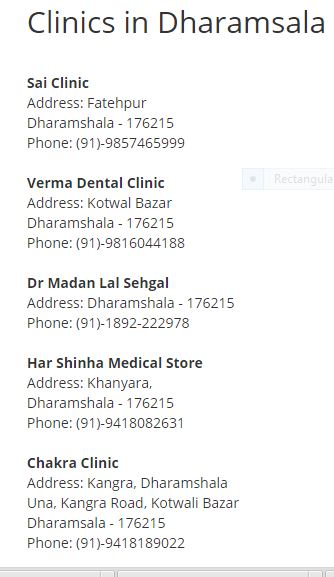 Clinics in Dharamsala
Sai Clinic
Address: Fatehpur
Dharamshala - 176215
Phone: (91)-9857465999
Verma Dental Clinic
Address: Kotwal Bazar
Rectangula
Dharamshala - 176215
Phone: (91)-9816044188
Dr Madan Lal Sehgal
Address: Dharamshala - 176215
Phone: (91)-1892-222978
Har Shinha Medical Store
Address: Khanyara,
Dharamshala - 176215
Phone: (91)-9418082631
Chakra Clinic
Address: Kangra, Dharamshala
Una, Kangra Road, Kotwali Bazar
Dharamsala - 176215
Phone: (91)-9418189022